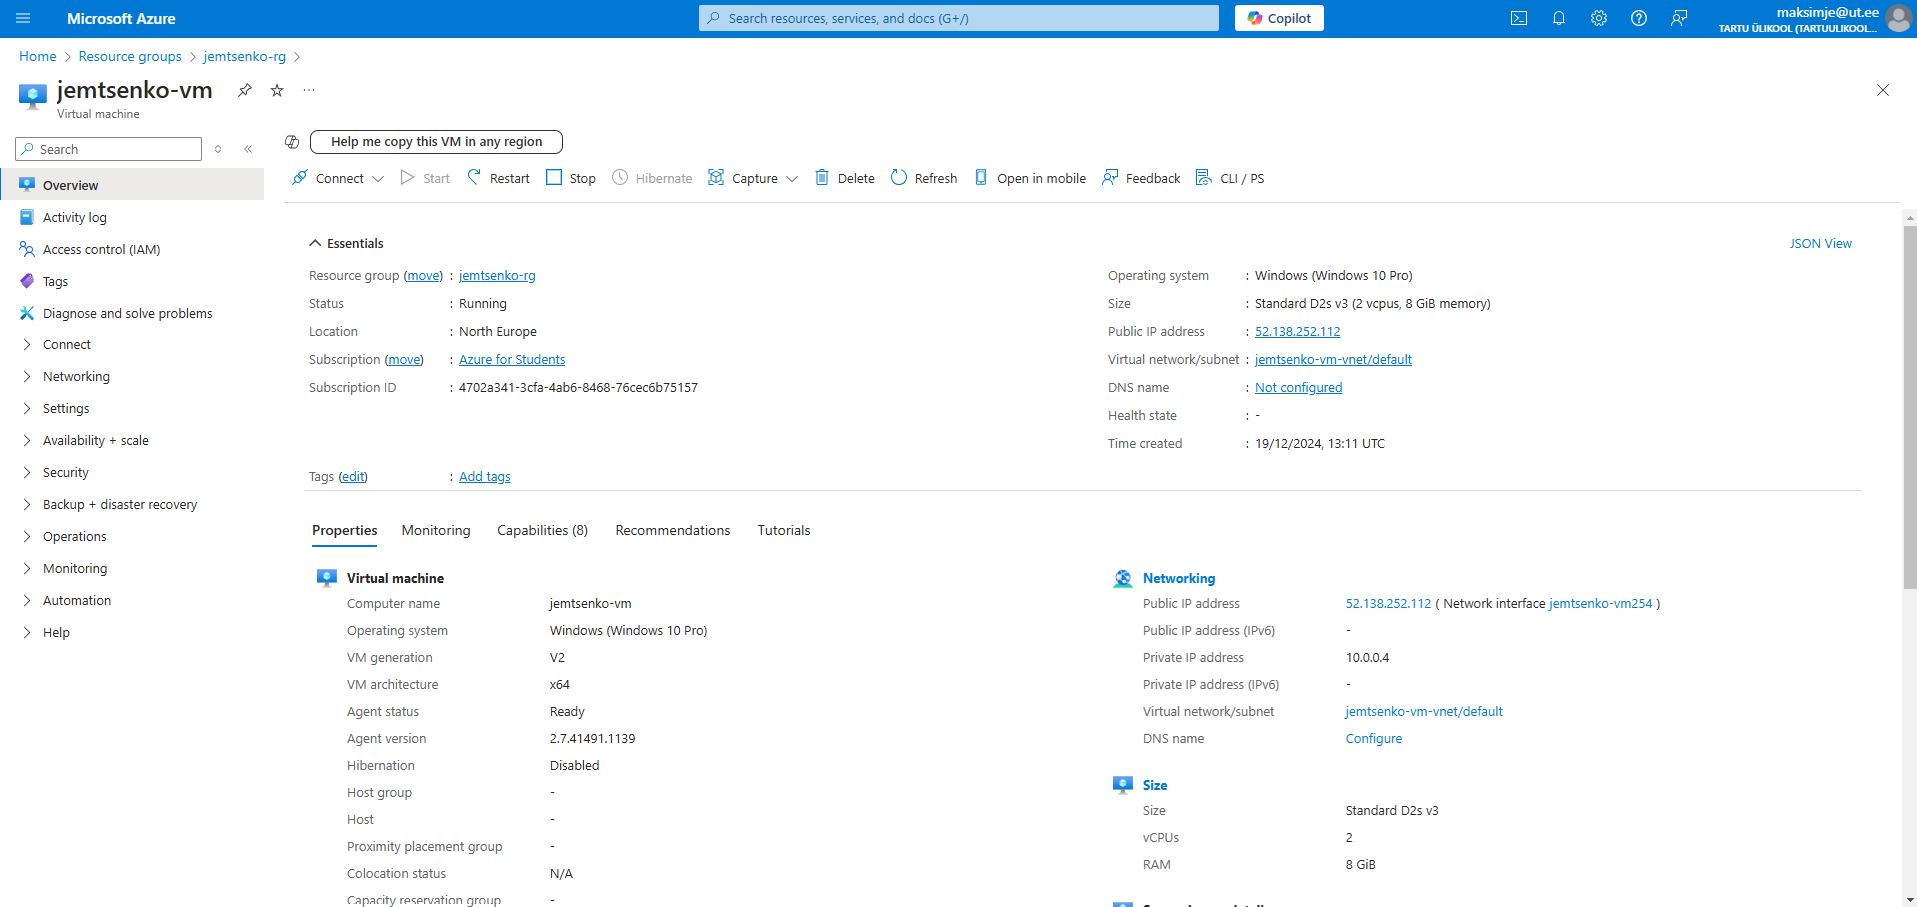 Microsoft Azure
Search resources, services, and docs (G+/)
Copilot
maksimje@ut.ee
TARTU ÜLIKOOL (TARTUULIKOOL...
Home > Resource groups > jemtsenko-rg >
jemtsenko-vm
Virtual machine
Search
Help me copy this VM in any region
Connect Start Restart Stop Hibernate Capture Delete Refresh Open in mobile Feedback CLI / PS
Overview
Activity log
Access control (IAM)
Tags
Diagnose and solve problems
Connect
Networking
Settings
Availability + scale
Security
Backup + disaster recovery
Operations
Monitoring
Automation
Help
Essentials
JSON View
Resource group (move) : jemtsenko-rg
Status : Running
Location : North Europe
Subscription (move) : Azure for Students
Subscription ID : 4702a341-3cfa-4ab6-8468-76cec6b75157
Operating system : Windows (Windows 10 Pro)
Size : Standard D2s v3 (2 vcpus, 8 GiB memory)
Public IP address : 52.138.252.112
Virtual network/subnet : jemtsenko-vm-vnet/default
DNS name : Not configured
Health state : -
Time created : 19/12/2024, 13:11 UTC
Tags (edit) : Add tags
Properties Monitoring Capabilities (8) Recommendations Tutorials
Virtual machine
Computer name jemtsenko-vm
Operating system Windows (Windows 10 Pro)
VM generation V2
VM architecture x64
Agent status Ready
Agent version 2.7.41491.1139
Hibernation Disabled
Host group -
Host -
Proximity placement group -
Colocation status N/A
Capacity reservation group -
Networking
Public IP address 52.138.252.112 ( Network interface jemtsenko-vm254 )
Public IP address (IPv6) -
Private IP address 10.0.0.4
Private IP address (IPv6) -
Virtual network/subnet jemtsenko-vm-vnet/default
DNS name Configure
Size
Size Standard D2s v3
vCPUs 2
RAM 8 GiB